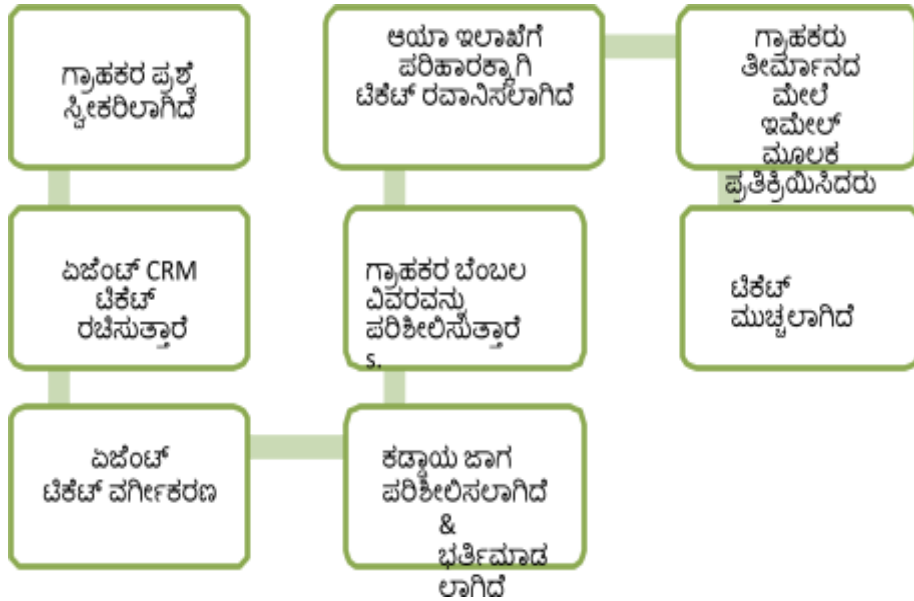 ಗ್ರಾಹಕರ ಪ್ರಶ್ನೆ
ಸ್ವೀಕರಿಲಾಗಿದೆ
ಏಜೆಂಟ್ CRM
ಟಿಕೆಟ್
ರಚಿಸುತ್ತಾರೆ
ಏಜೆಂಟ್
ಟಿಕೆಟ್ ವರ್ಗೀಕರಣ
ಕಡ್ಡಾಯ ಜಾಗ
ಪರಿಶೀಲಿಸಲಾಗಿದೆ
&
ಭರ್ತಿಮಾಡ
ಲಾಗಿದೆ
ಗ್ರಾಹಕರ ಬೆಂಬಲ
ವಿವರವನ್ನು
ಪರಿಶೀಲಿಸುತ್ತಾರೆ
s.
ಆಯಾ ಇಲಾಖೆಗೆ
ಪರಿಹಾರಕ್ಕಾಗಿ
ಟಿಕೆಟ್ ರವಾನಿಸಲಾಗಿದೆ
ಗ್ರಾಹಕರು
ತೀರ್ಮಾನದ
ಮೇಲೆ
ಇಮೇಲ್
ಮೂಲಕ
ಪ್ರತಿಕ್ರಿಯಿಸಿದರು
ಟಿಕೆಟ್
ಮುಚ್ಚಲಾಗಿದೆ